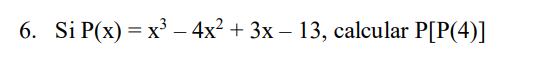 6. Si P(x) = x³ – 4x² + 3x – 13, calcular P[P(4)]